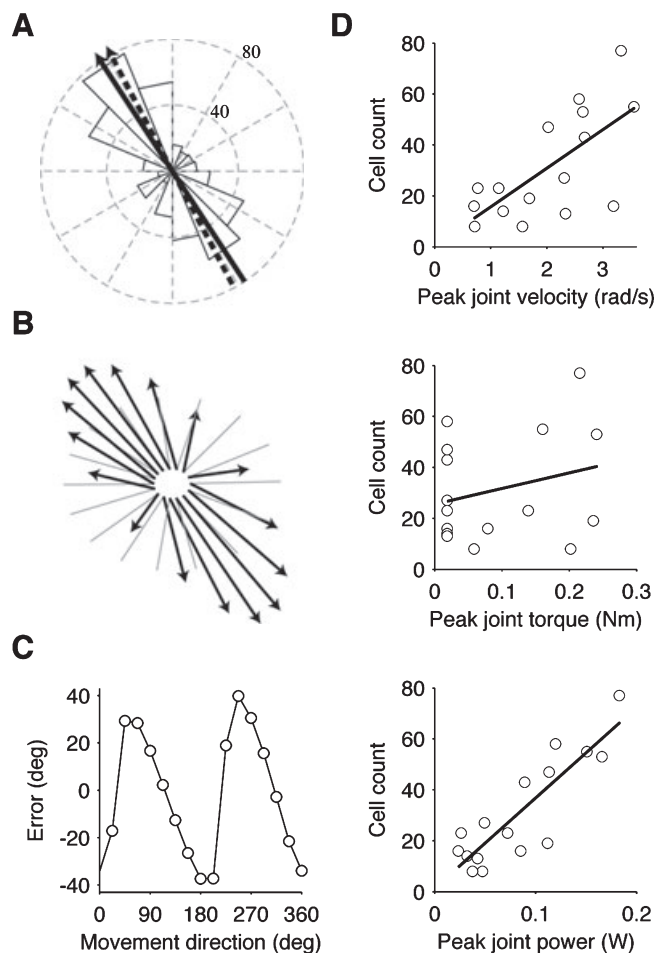 A
80
40
B
C
40
20
0
-20
-40
Error (deg)
0 90 180 270 360
Movement direction (deg)
D
80
60
40
20
0
Cell count
0 1 2 3
Peak joint velocity (rad/s)
80
60
40
20
0
Cell count
0 0.1 0.2 0.3
Peak joint torque (Nm)
80
60
40
20
0
Cell count
0 0.1 0.2
Peak joint power (W)